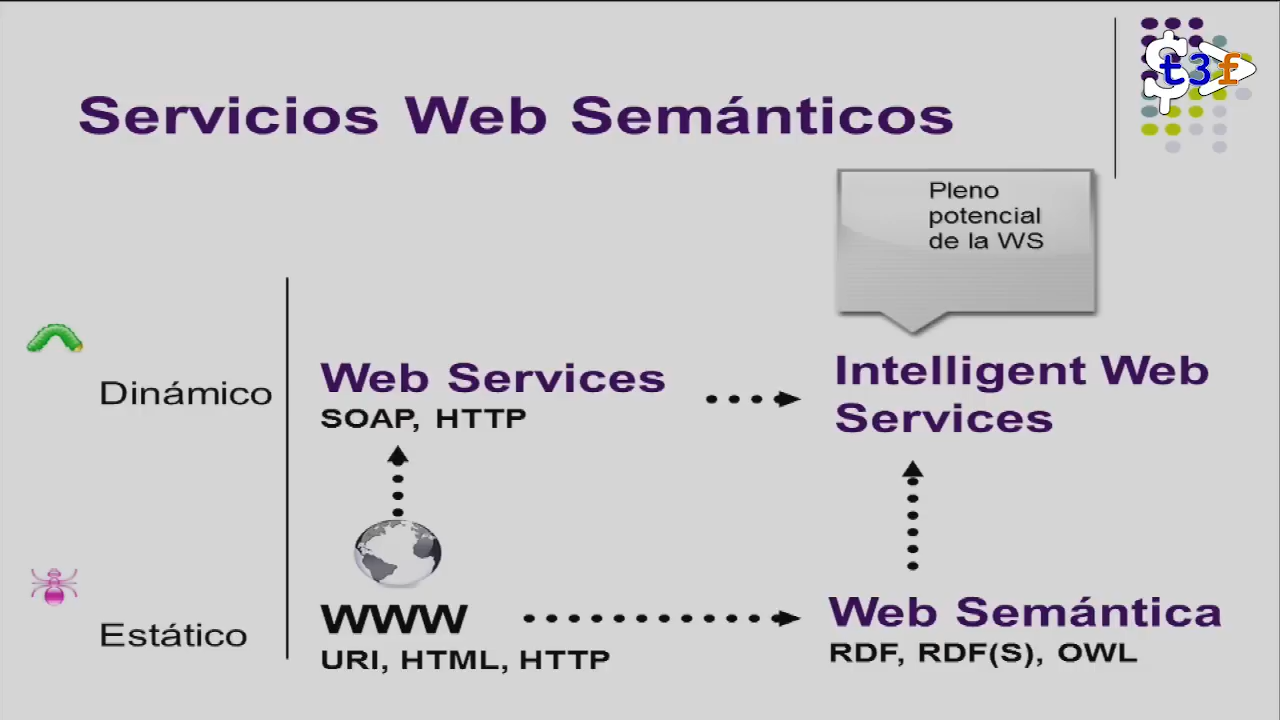 Servicios Web Semánticos
t3f
Pleno
potencial
de la WS
Dinámico
Web Services
SOAP, HTTP
Intelligent Web
Services
Estático
WWW
URI, HTML, HTTP
Web Semántica
RDF, RDF(S), OWL